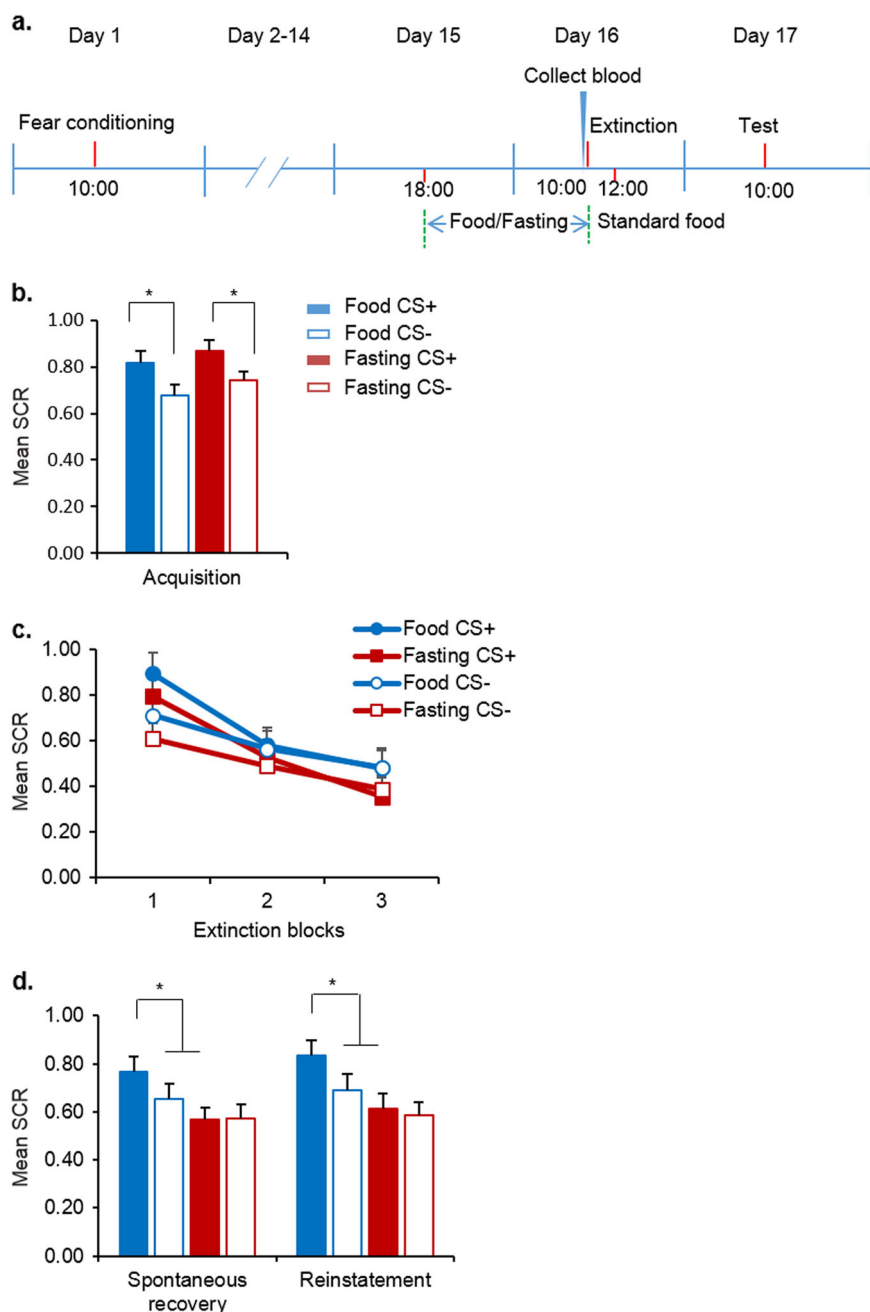 a.
Day 1 Day 2-14 Day 15 Day 16 Day 17
Collect blood
Fear conditioning Extinction Test
10:00 18:00 10:00 12:00 10:00
Food/Fasting Standard food
b.
* *
1.00
0.80
0.60
0.40
0.20
0.00
Mean SCR
Acquisition
Food CS+
Food CS-
Fasting CS+
Fasting CS-
c.
Food CS+
Fasting CS+
Food CS-
Fasting CS-
1.00
0.80
0.60
0.40
0.20
0.00
Mean SCR
1 2 3
Extinction blocks
d.
* *
1.00
0.80
0.60
0.40
0.20
0.00
Mean SCR
Spontaneous Reinstatement
recovery